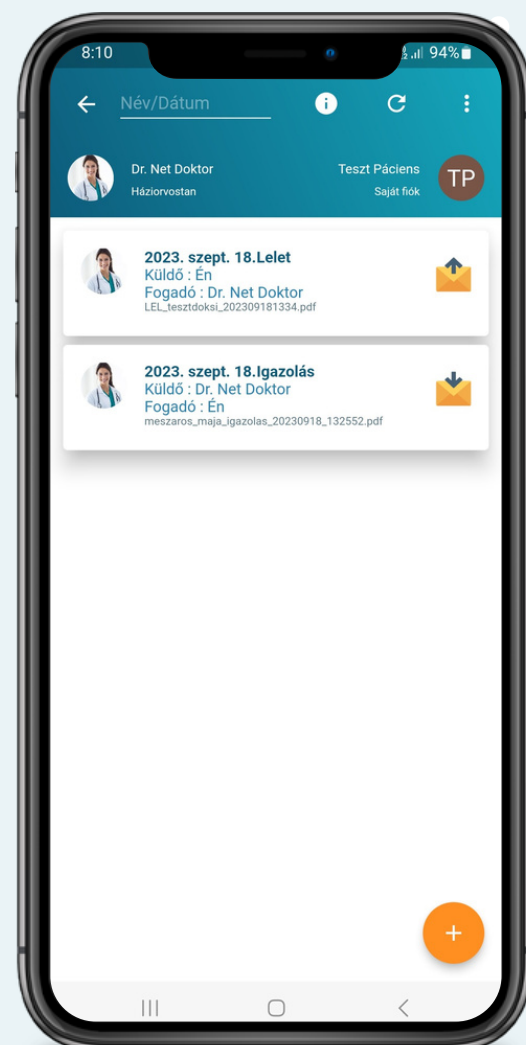 8:10
94%
Név/Dátum
Dr. Net Doktor
Háziorvostan
Teszt Páciens
Saját fiók
TP
2023. szept. 18.Lelet
Küldő : Én
Fogadó : Dr. Net Doktor
LEL_tesztdoksi_202309181334.pdf
2023. szept. 18.Igazolás
Küldő : Dr. Net Doktor
Fogadó : Én
meszaros_maja_igazolas_20230918_132552.pdf